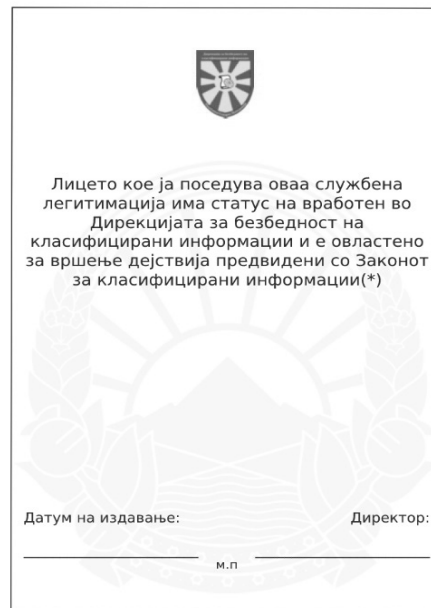 Лицето кое ја поседува оваа службена
легитимација има статус на вработен во
Дирекцијата за безбедност на
класифицирани информации и е овластено
за вршење дејствија предвидени со Законот
за класифицирани информации(*)
Датум на издавање: Директор:
м.п